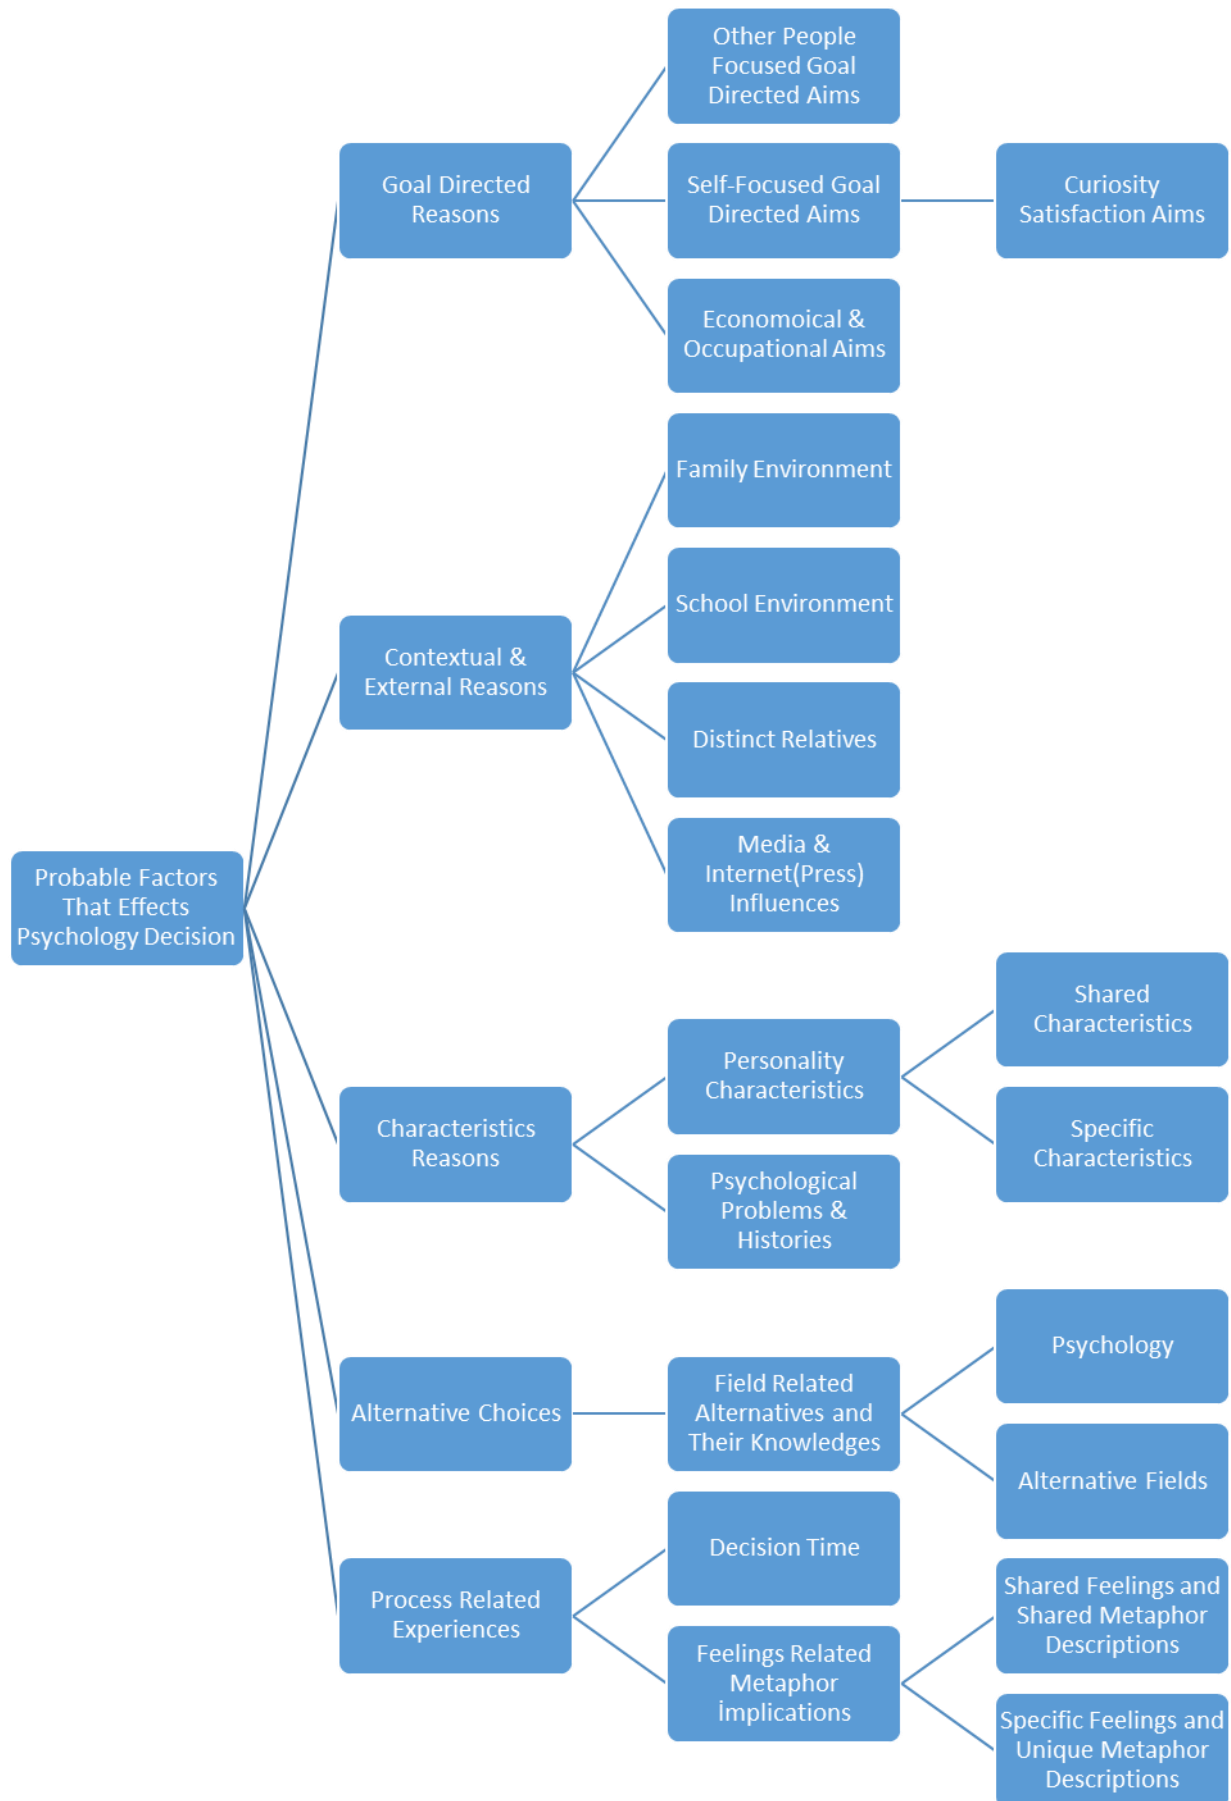 Other People
Focused Goal
Directed Aims
Goal Directed
Reasons
Self-Focused Goal
Directed Aims
Curiosity
Satisfaction Aims
Economoical &
Occupational Aims
Family Environment
School Environment
Contextual &
External Reasons
Distinct Relatives
Media &
Internet(Press)
Influences
Probable Factors
That Effects
Psychology Decision
Shared
Characteristics
Personality
Characteristics
Characteristics
Reasons
Specific
Characteristics
Psychological
Problems &
Histories
Psychology
Alternative Choices
Field Related
Alternatives and
Their Knowledges
Alternative Fields
Decision Time
Process Related
Experiences
Shared Feelings and
Shared Metaphor
Descriptions
Feelings Related
Metaphor
İmplications
Specific Feelings and
Unique Metaphor
Descriptions